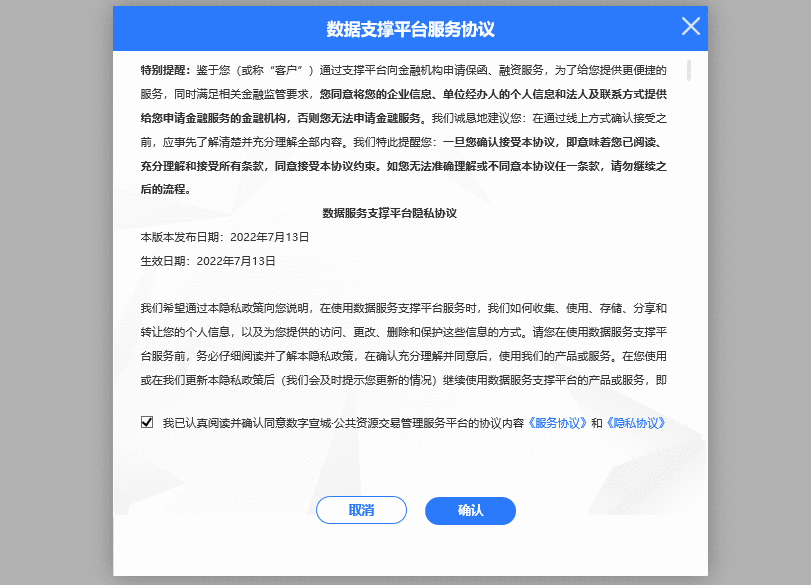 数据支撑平台服务协议
特别提醒：鉴于您（或称“客户”）通过支撑平台向金融机构申请保函、融资服务，为了给您提供更便捷的
服务，同时满足相关金融监管要求，您同意将您的企业信息、单位经办人的个人信息和法人及联系方式提供
给您申请金融服务的金融机构，否则您无法申请金融服务。我们诚恳地建议您：在通过线上方式确认接受之
前，应事先了解清楚并充分理解全部内容。我们特此提醒您：一旦您确认接受本协议，即意味着您已阅读、
充分理解和接受所有条款，同意接受本协议约束。如您无法准确理解或不同意本协议任一条款，请勿继续之
后的流程。
数据服务支撑平台隐私协议
本版本发布日期：2022年7月13日
生效日期：2022年7月13日
我们希望通过本隐私政策向您说明，在使用数据服务支撑平台服务时，我们如何收集、使用、存储、分享和
转让您的个人信息，以及为您提供的访问、更改、删除和保护这些信息的方式。请您在使用数据服务支撑平
台服务前，务必仔细阅读并了解本隐私政策，在确认充分理解并同意后，使用我们的产品或服务。在您使用
或在我们更新本隐私政策后（我们会及时提示您更新的情况）继续使用数据服务支撑平台的产品或服务，即
我已认真阅读并确认同意数字宣城·公共资源交易管理服务平台的协议内容《服务协议》和《隐私协议》
取消 确认